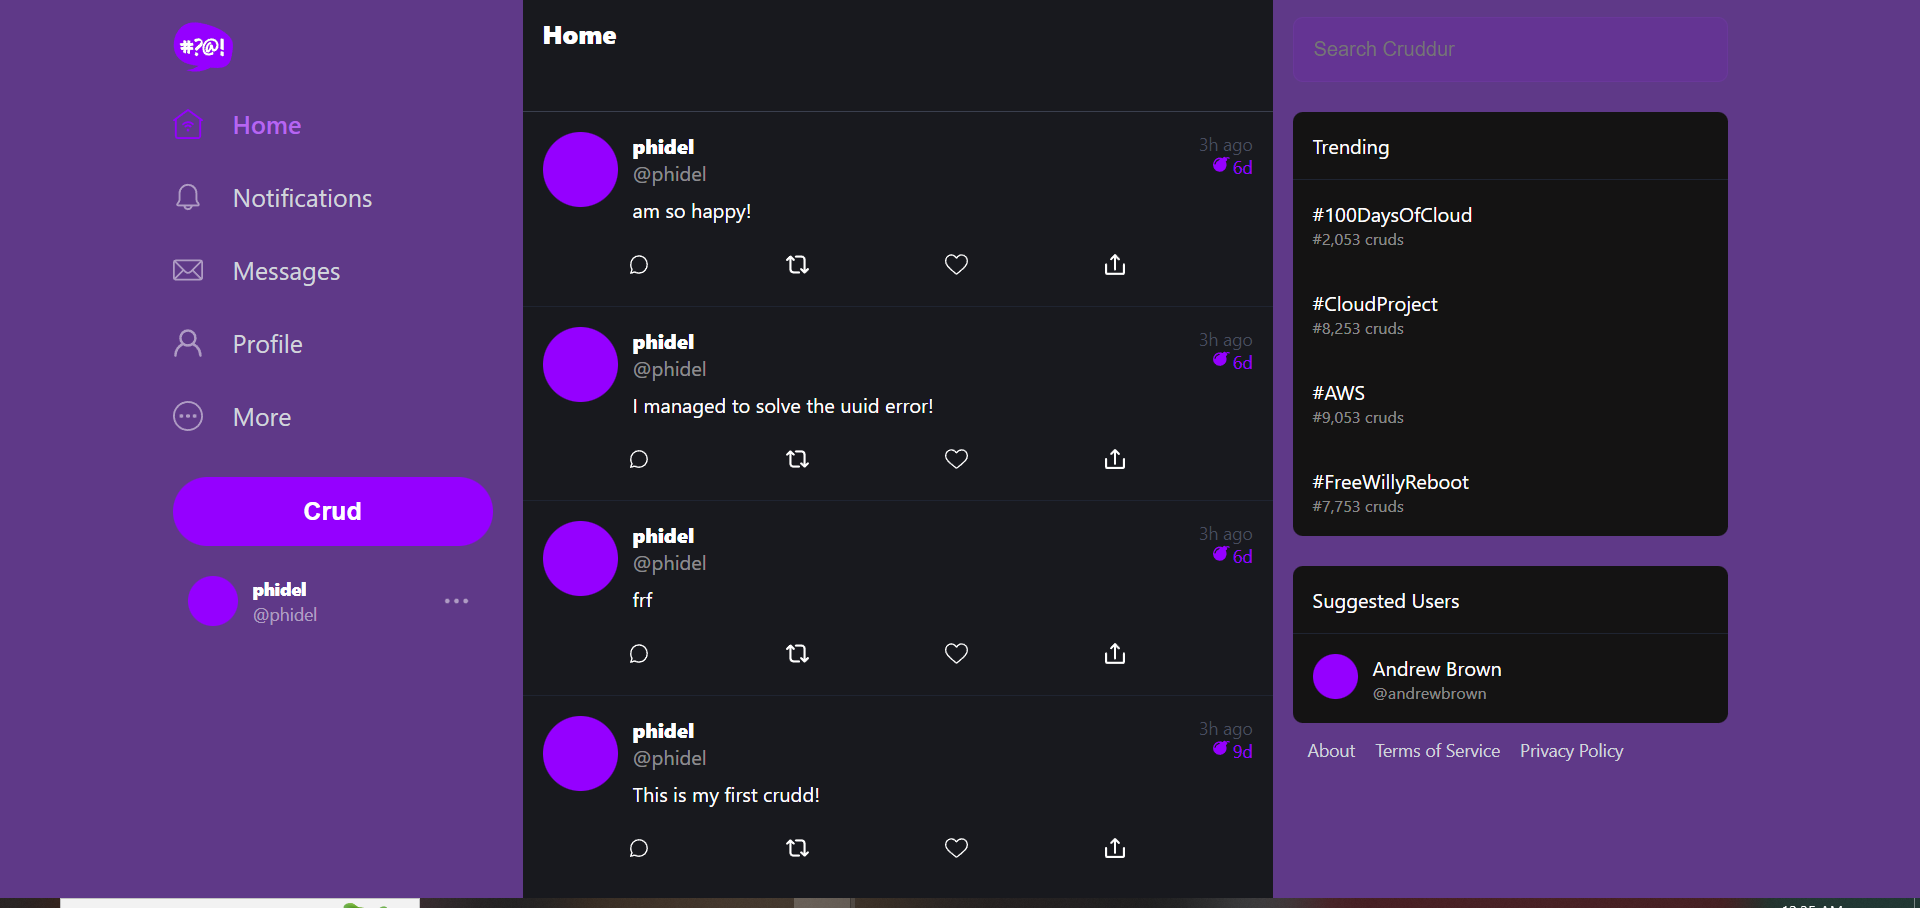 #?@!
Home
Notifications
Messages
Profile
More
Crud
phidel
@phidel
Home
phidel
@phidel
3h ago
6d
am so happy!
phidel
@phidel
3h ago
6d
I managed to solve the uuid error!
phidel
@phidel
3h ago
6d
frf
phidel
@phidel
3h ago
9d
This is my first crudd!
Search Cruddur
Trending
#100DaysOfCloud
#2,053 cruds
#CloudProject
#8,253 cruds
#AWS
#9,053 cruds
#FreeWillyReboot
#7,753 cruds
Suggested Users
Andrew Brown
@andrewbrown
About Terms of Service Privacy Policy